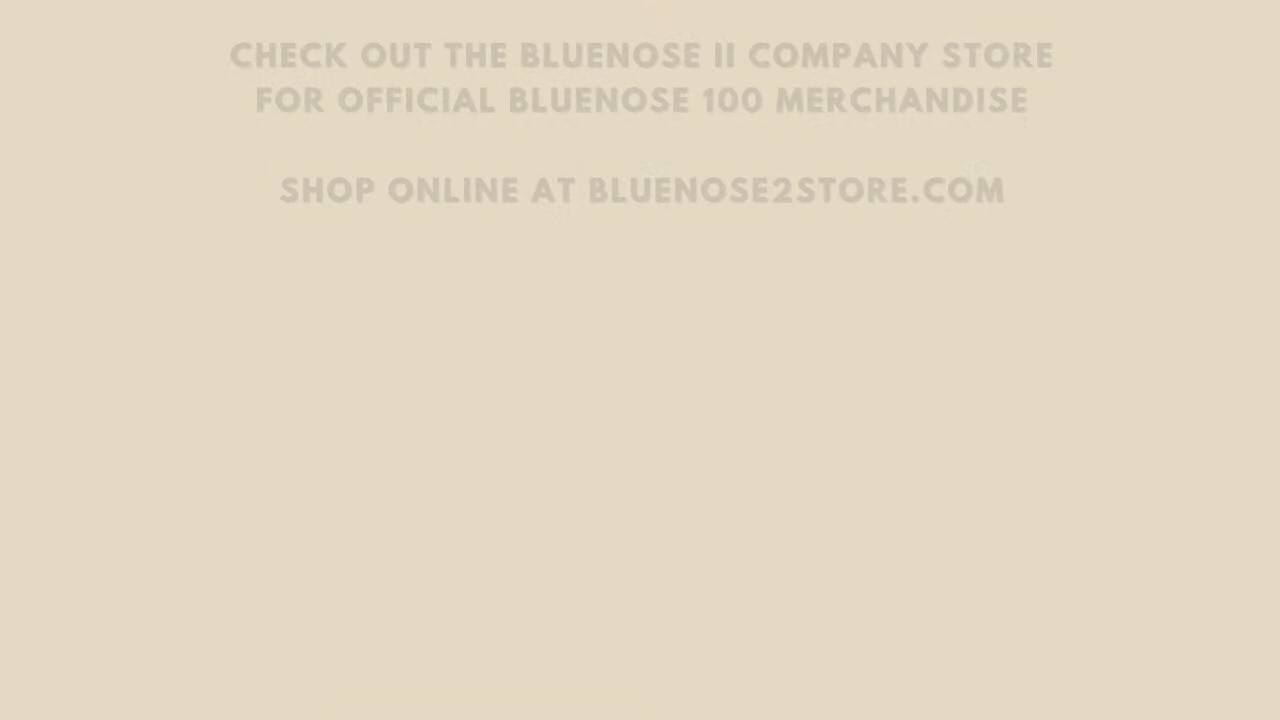 CHECK OUT THE BLUENOSE II COMPANY STORE
FOR OFFICIAL BLUENOSE 100 MERCHANDISE
SHOP ONLINE AT BLUENOSE2STORE.COM